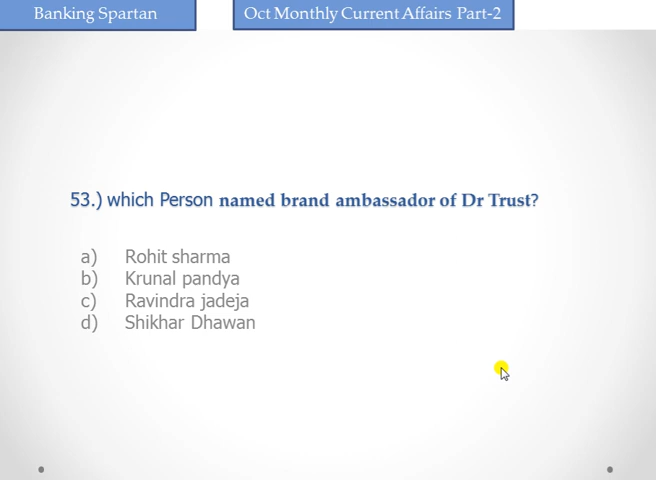 Banking Spartan
Oct Monthly Current Affairs Part-2
53.) which Person named brand ambassador of Dr Trust?
a) Rohit sharma
b) Krunal pandya
c) Ravindra jadeja
d) Shikhar Dhawan